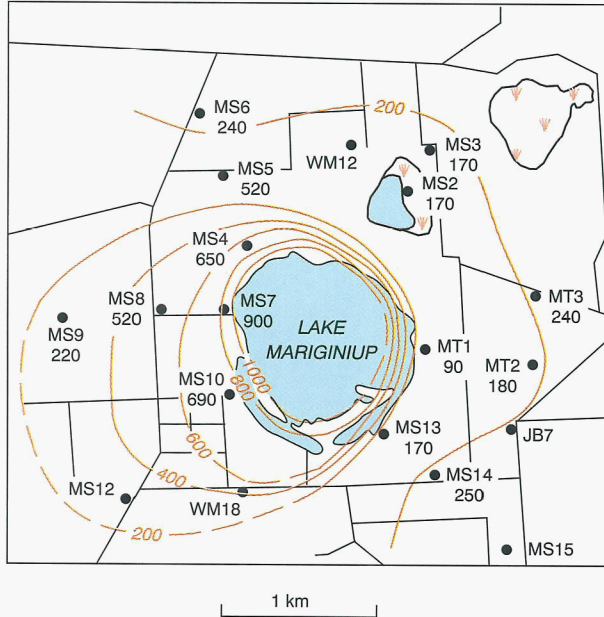 MS6
240
200
MS3
170
WM12
MS5
520
MS2
170
MS4
650
MS8
520
MS7
900
MS9
220
LAKE
MARIGINIUP
MT3
240
MT1
90
MT2
180
1000
800
MS10
690
600
MS13
170
JB7
400
MS14
250
MS12
WM18
200
MS15
1 km